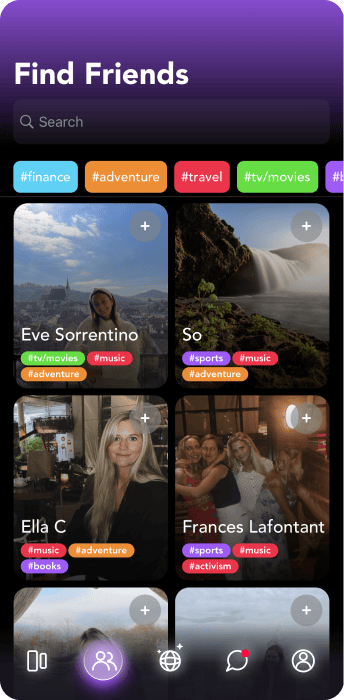 Find Friends
Search
#finance #adventure #travel #tv/movies
Eve Sorrentino
#tv/movies #music
#adventure
So
#sports #music
#adventure
Ella C
#music #adventure
#books
Frances Lafontant
#sports #music
#activism